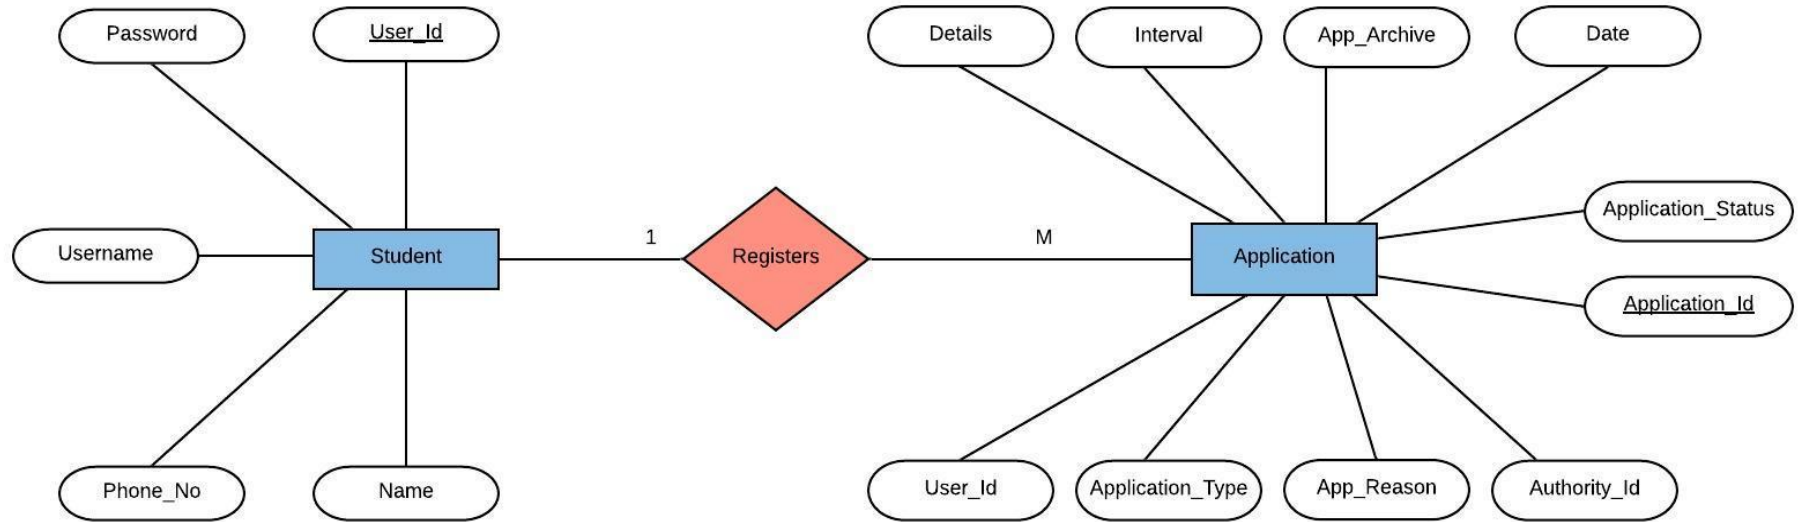 Password
User_Id
Details
Interval
App_Archive
Date
Application_Status
Username
Student
1
Registers
M
Application
Application_Id
Phone_No
Name
User_Id
Application_Type
App_Reason
Authority_Id